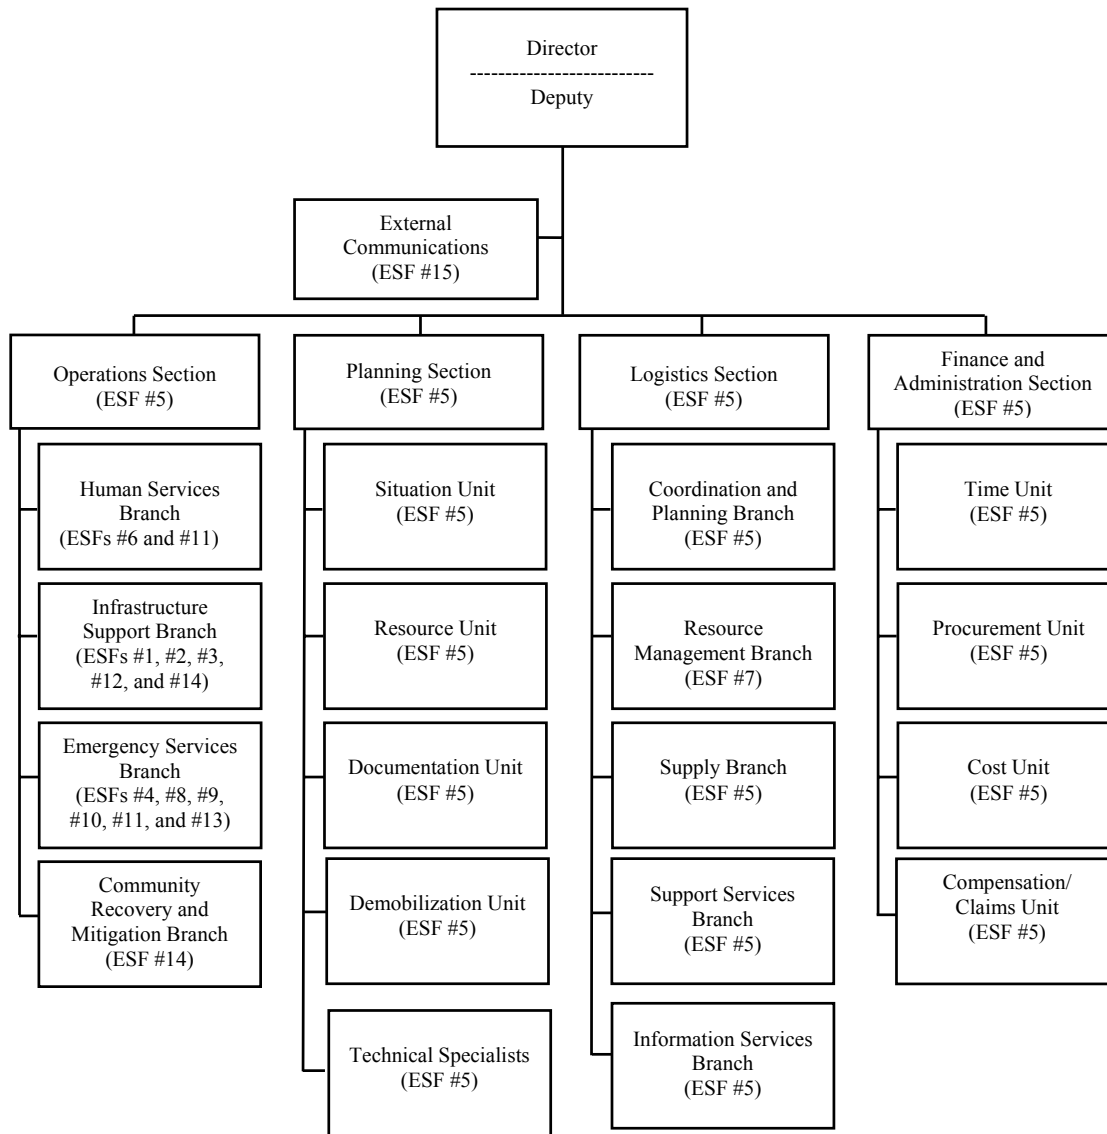 Director
---------------------------
Deputy
External
Communications
(ESF #15)
Operations Section
(ESF #5)
Planning Section
(ESF #5)
Logistics Section
(ESF #5)
Finance and
Administration Section
(ESF #5)
Human Services
Branch
(ESFs #6 and #11)
Situation Unit
(ESF #5)
Coordination and
Planning Branch
(ESF #5)
Time Unit
(ESF #5)
Infrastructure
Support Branch
(ESFs #1, #2, #3,
#12, and #14)
Resource Unit
(ESF #5)
Resource
Management Branch
(ESF #7)
Procurement Unit
(ESF #5)
Emergency Services
Branch
(ESFs #4, #8, #9,
#10, #11, and #13)
Documentation Unit
(ESF #5)
Supply Branch
(ESF #5)
Cost Unit
(ESF #5)
Community
Recovery and
Mitigation Branch
(ESF #14)
Demobilization Unit
(ESF #5)
Support Services
Branch
(ESF #5)
Compensation/
Claims Unit
(ESF #5)
Technical Specialists
(ESF #5)
Information Services
Branch
(ESF #5)